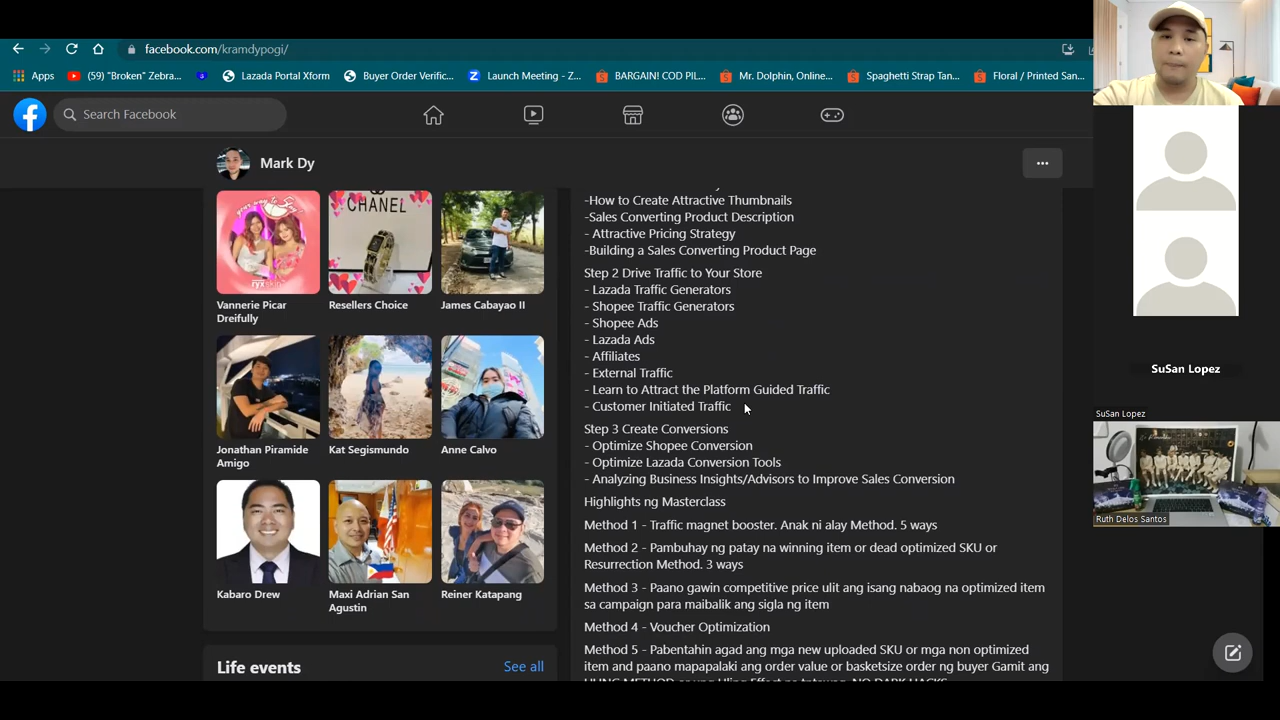 facebook.com/kramdypogi/
Apps
(59) "Broken" Zebra...
Lazada Portal Xform
Buyer Order Verific...
Launch Meeting - Z...
BARGAIN! COD PIL...
Mr. Dolphin, Online...
Spaghetti Strap Tan...
Floral / Printed San...
Search Facebook
Mark Dy
CHANEL
Vannerie Picar
Dreifully
Resellers Choice
James Cabayao II
Jonathan Piramide
Amigo
Kat Segismundo
Anne Calvo
Kabaro Drew
Maxi Adrian San
Agustin
Reiner Katapang
Life events
See all
-How to Create Attractive Thumbnails
-Sales Converting Product Description
- Attractive Pricing Strategy
-Building a Sales Converting Product Page
Step 2 Drive Traffic to Your Store
- Lazada Traffic Generators
- Shopee Traffic Generators
- Shopee Ads
- Lazada Ads
- Affiliates
- External Traffic
- Learn to Attract the Platform Guided Traffic
- Customer Initiated Traffic
Step 3 Create Conversions
- Optimize Shopee Conversion
- Optimize Lazada Conversion Tools
- Analyzing Business Insights/Advisors to Improve Sales Conversion
Highlights ng Masterclass
Method 1 - Traffic magnet booster. Anak ni alay Method. 5 ways
Method 2 - Pambuhay ng patay na winning item or dead optimized SKU or
Resurrection Method. 3 ways
Method 3 - Paano gawin competitive price ulit ang isang nabaog na optimized item
sa campaign para maibalik ang sigla ng item
Method 4 - Voucher Optimization
Method 5 - Pabentahin agad ang mga new uploaded SKU or mga non optimized
item and paano mapapalaki ang order value or basketsize order ng buyer Gamit ang
SuSan Lopez
SuSan Lopez
Ruth Delos Santos